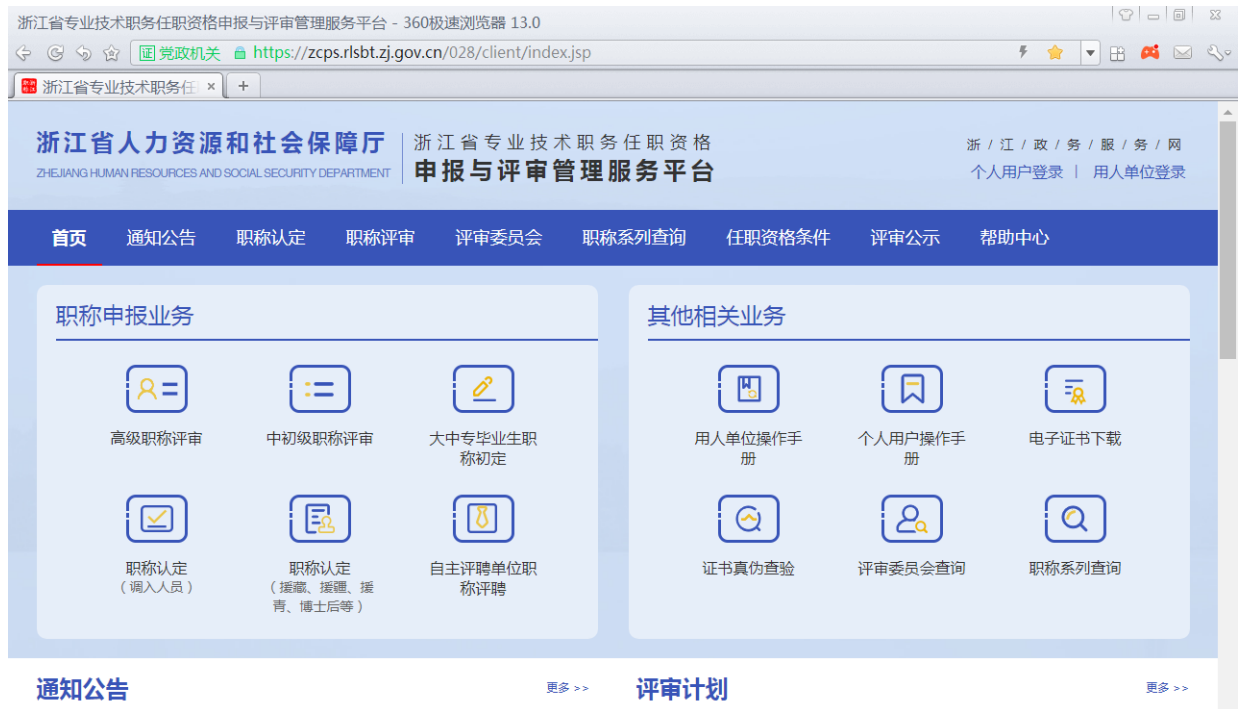 浙江省专业技术职务任职资格申报与评审管理服务平台 - 360极速浏览器 13.0
证 党政机关 https://zcps.rlsbt.zj.gov.cn/028/client/index.jsp
浙江省专业技术职务任 × +
浙江省人力资源和社会保障厅
ZHEJIANG HUMAN RESOURCES AND SOCIAL SECURITY DEPARTMENT
浙江省专业技术职务任职资格
申报与评审管理服务平台
浙 / 江 / 政 / 务 / 服 / 务 / 网
个人用户登录 | 用人单位登录
首页 通知公告 职称认定 职称评审 评审委员会 职称系列查询 任职资格条件 评审公示 帮助中心
职称申报业务
高级职称评审 中初级职称评审 大中专毕业生职
称初定
职称认定 职称认定 自主评聘单位职
（调入人员） （援藏、援疆、援 称评聘
青、博士后等）
其他相关业务
用人单位操作手 个人用户操作手 电子证书下载
册 册
证书真伪查验 评审委员会查询 职称系列查询
通知公告 更多 >>
评审计划 更多 >>